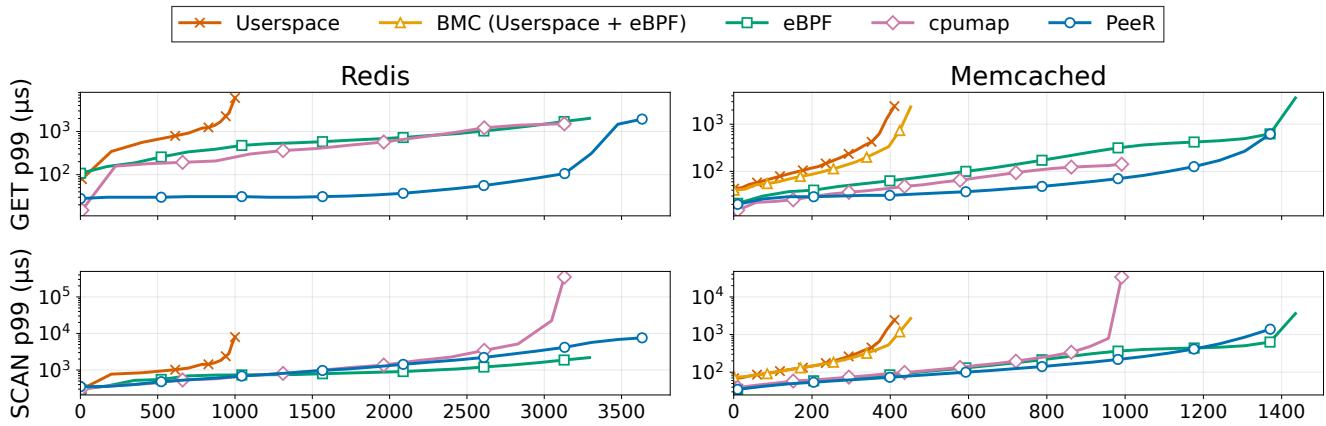 Userspace BMC (Userspace + eBPF) eBPF cpumap PeeR
Redis Memcached
GET p99 (µs)
10³
10²
10³
10²
SCAN p99 (µs)
10⁵
10⁴
10³
10⁴
10³
10²
0 500 1000 1500 2000 2500 3000 3500
0 200 400 600 800 1000 1200 1400